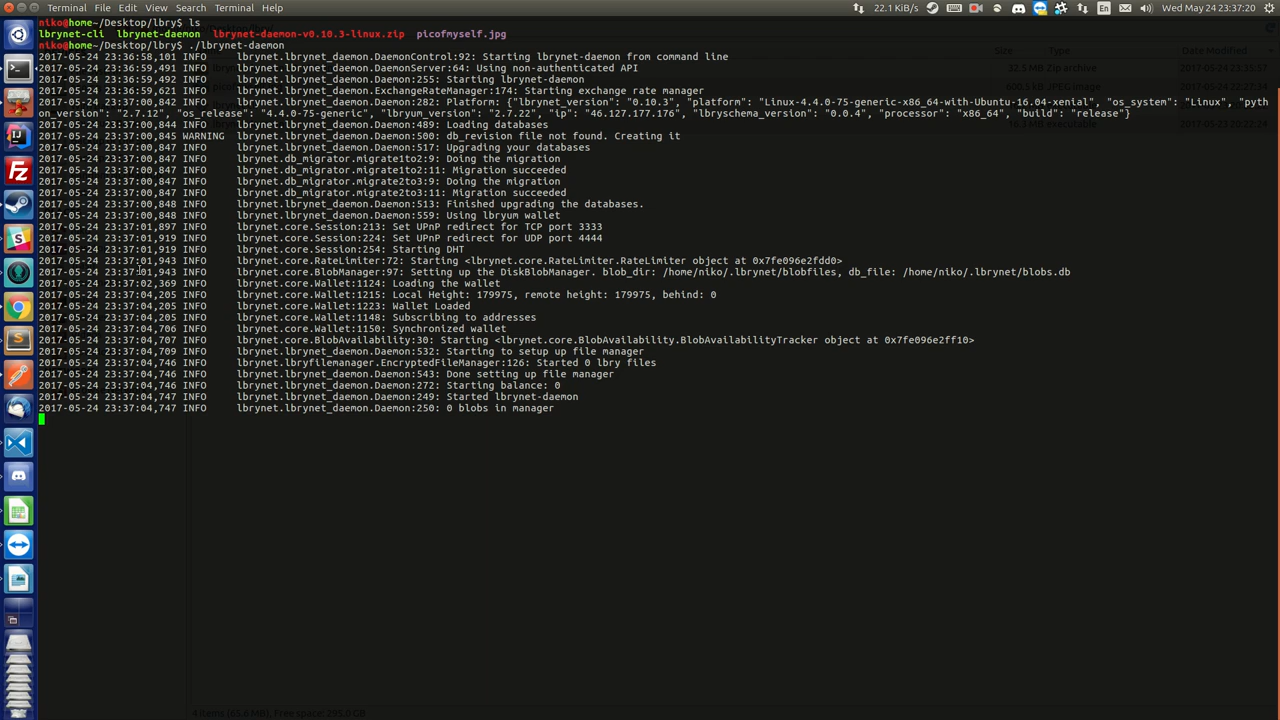 Terminal File Edit View Search Terminal Help 22.1 KiB/s En Wed May 24 23:37:20
niko@home~/Desktop/lbry$ ls
lbrynet-cli lbrynet-daemon lbrynet-daemon-v0.10.3-linux.zip picofmyself.jpg
niko@home~/Desktop/lbry$ ./lbrynet-daemon
2017-05-24 23:36:58,101 INFO lbrynet.lbrynet_daemon.DaemonControl:92: Starting lbrynet-daemon from command line
2017-05-24 23:36:59,491 INFO lbrynet.lbrynet_daemon.DaemonServer:64: Using non-authenticated API
2017-05-24 23:36:59,492 INFO lbrynet.lbrynet_daemon.Daemon:255: Starting lbrynet-daemon
2017-05-24 23:36:59,621 INFO lbrynet.lbrynet_daemon.ExchangeRateManager:174: Starting exchange rate manager
2017-05-24 23:37:00,842 INFO lbrynet.lbrynet_daemon.Daemon:282: Platform: {"lbrynet_version": "0.10.3", "platform": "Linux-4.4.0-75-generic-x86_64-with-Ubuntu-16.04-xenial", "os_system": "Linux", "pyth
on_version": "2.7.12", "os_release": "4.4.0-75-generic", "lbryum_version": "2.7.22", "ip": "46.127.177.176", "lbryschema_version": "0.0.4", "processor": "x86_64", "build": "release"}
2017-05-24 23:37:00,844 INFO lbrynet.lbrynet_daemon.Daemon:489: Loading databases
2017-05-24 23:37:00,845 WARNING lbrynet.lbrynet_daemon.Daemon:500: db_revision file not found. Creating it
2017-05-24 23:37:00,847 INFO lbrynet.lbrynet_daemon.Daemon:517: Upgrading your databases
2017-05-24 23:37:00,847 INFO lbrynet.db_migrator.migrate1to2:9: Doing the migration
2017-05-24 23:37:00,847 INFO lbrynet.db_migrator.migrate1to2:11: Migration succeeded
2017-05-24 23:37:00,847 INFO lbrynet.db_migrator.migrate2to3:9: Doing the migration
2017-05-24 23:37:00,847 INFO lbrynet.db_migrator.migrate2to3:11: Migration succeeded
2017-05-24 23:37:00,848 INFO lbrynet.lbrynet_daemon.Daemon:513: Finished upgrading the databases.
2017-05-24 23:37:00,848 INFO lbrynet.lbrynet_daemon.Daemon:559: Using lbryum wallet
2017-05-24 23:37:01,897 INFO lbrynet.core.Session:213: Set UPnP redirect for TCP port 3333
2017-05-24 23:37:01,919 INFO lbrynet.core.Session:224: Set UPnP redirect for UDP port 4444
2017-05-24 23:37:01,919 INFO lbrynet.core.Session:254: Starting DHT
2017-05-24 23:37:01,943 INFO lbrynet.core.RateLimiter:72: Starting <lbrynet.core.RateLimiter.RateLimiter object at 0x7fe096e2fdd0>
2017-05-24 23:37:01,943 INFO lbrynet.core.BlobManager:97: Setting up the DiskBlobManager. blob_dir: /home/niko/.lbrynet/blobfiles, db_file: /home/niko/.lbrynet/blobs.db
2017-05-24 23:37:02,369 INFO lbrynet.core.Wallet:1124: Loading the wallet
2017-05-24 23:37:04,205 INFO lbrynet.core.Wallet:1215: Local Height: 179975, remote height: 179975, behind: 0
2017-05-24 23:37:04,205 INFO lbrynet.core.Wallet:1223: Wallet Loaded
2017-05-24 23:37:04,205 INFO lbrynet.core.Wallet:1148: Subscribing to addresses
2017-05-24 23:37:04,706 INFO lbrynet.core.Wallet:1150: Synchronized wallet
2017-05-24 23:37:04,707 INFO lbrynet.core.BlobAvailability:30: Starting <lbrynet.core.BlobAvailability.BlobAvailabilityTracker object at 0x7fe096e2ff10>
2017-05-24 23:37:04,709 INFO lbrynet.lbrynet_daemon.Daemon:532: Starting to setup up file manager
2017-05-24 23:37:04,746 INFO lbrynet.lbryfilemanager.EncryptedFileManager:126: Started 0 lbry files
2017-05-24 23:37:04,746 INFO lbrynet.lbrynet_daemon.Daemon:543: Done setting up file manager
2017-05-24 23:37:04,746 INFO lbrynet.lbrynet_daemon.Daemon:272: Starting balance: 0
2017-05-24 23:37:04,747 INFO lbrynet.lbrynet_daemon.Daemon:249: Started lbrynet-daemon
2017-05-24 23:37:04,747 INFO lbrynet.lbrynet_daemon.Daemon:250: 0 blobs in manager